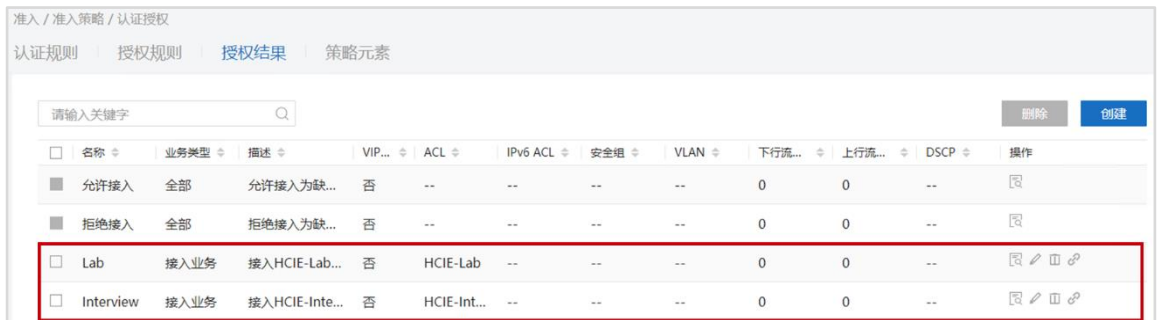 准入 / 准入策略 / 认证授权
认证规则 授权规则 授权结果 策略元素
请输入关键字 删除 创建
名称 业务类型 描述 VIP... ACL IPv6 ACL 安全组 VLAN 下行流... 上行流... DSCP 操作
允许接入 全部 允许接入为缺... 否 -- -- -- -- 0 0 --
拒绝接入 全部 拒绝接入为缺... 否 -- -- -- -- 0 0 --
Lab 接入业务 接入HCIE-Lab... 否 HCIE-Lab -- -- -- 0 0 --
Interview 接入业务 接入HCIE-Inte... 否 HCIE-Int... -- -- -- 0 0 --